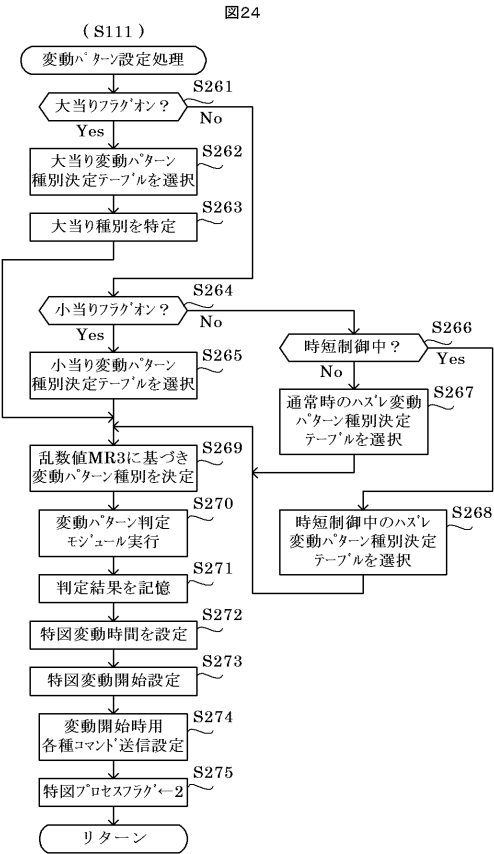 図24
(S111)
変動ﾊﾟﾀｰﾝ設定処理
S261
大当りﾌﾗｸﾞオン？
No
Yes
S262
大当り変動ﾊﾟﾀｰﾝ
種別決定ﾃｰﾌﾞﾙを選択
S263
大当り種別を特定
S264
小当りﾌﾗｸﾞオン？
No
Yes
S265
小当り変動ﾊﾟﾀｰﾝ
種別決定ﾃｰﾌﾞﾙを選択
S266
時短制御中？
Yes
No
S267
通常時のﾊｽﾞﾚ変動
ﾊﾟﾀｰﾝ種別決定
ﾃｰﾌﾞﾙを選択
S268
時短制御中のﾊｽﾞﾚ
変動ﾊﾟﾀｰﾝ種別決定
ﾃｰﾌﾞﾙを選択
S269
乱数値MR3に基づき
変動ﾊﾟﾀｰﾝ種別を決定
S270
変動ﾊﾟﾀｰﾝ判定
ﾓｼﾞｭｰﾙ実行
S271
判定結果を記憶
S272
特図変動時間を設定
S273
特図変動開始設定
S274
変動開始時用
各種ｺﾏﾝﾄﾞ送信設定
S275
特図ﾌﾟﾛｾｽﾌﾗｸﾞ←2
リターン